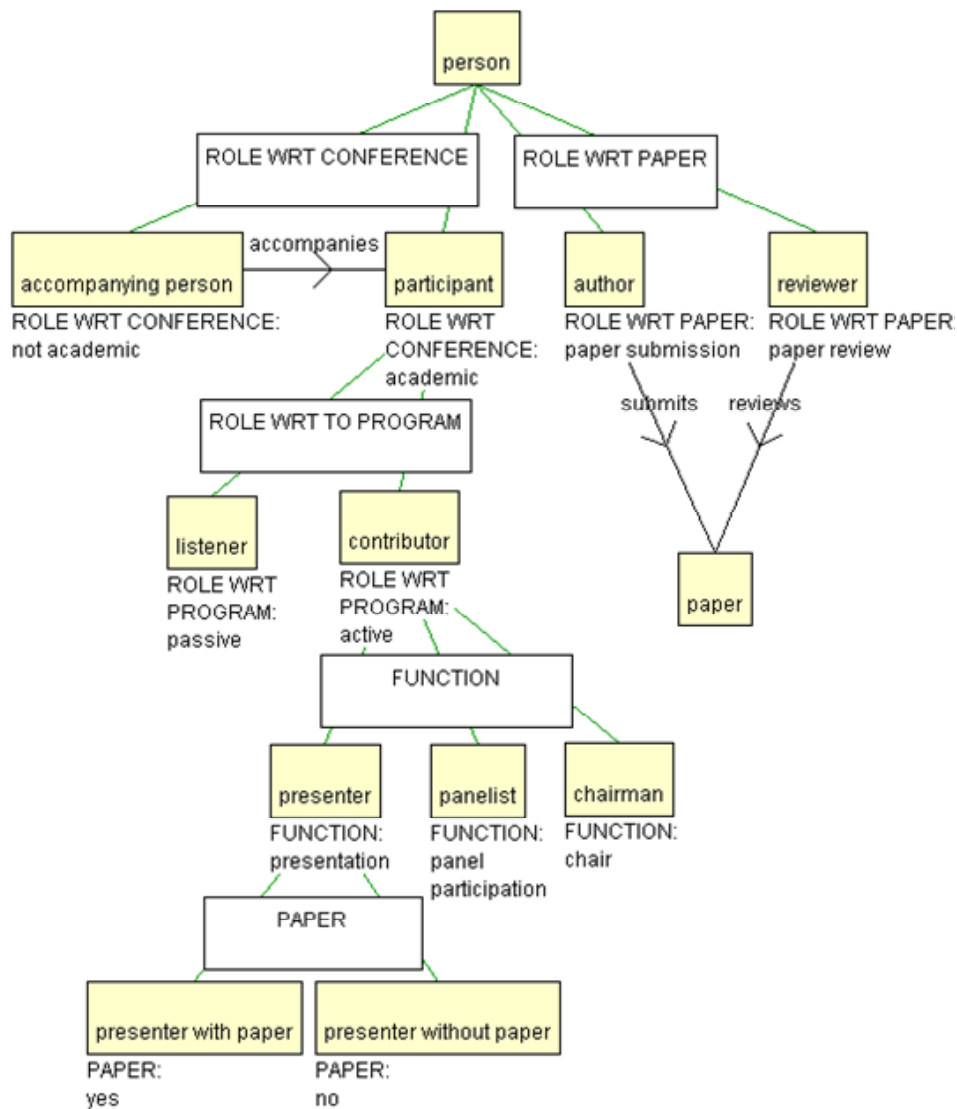 person
ROLE WRT CONFERENCE
ROLE WRT PAPER
accompanies
accompanying person
participant
author
reviewer
ROLE WRT CONFERENCE:
not academic
ROLE WRT
CONFERENCE:
academic
ROLE WRT PAPER:
paper submission
ROLE WRT PAPER:
paper review
submits
reviews
ROLE WRT TO PROGRAM
listener
contributor
paper
ROLE WRT
PROGRAM:
passive
ROLE WRT
PROGRAM:
active
FUNCTION
presenter
panelist
chairman
FUNCTION:
presentation
FUNCTION:
panel
participation
FUNCTION:
chair
PAPER
presenter with paper
presenter without paper
PAPER:
yes
PAPER:
no